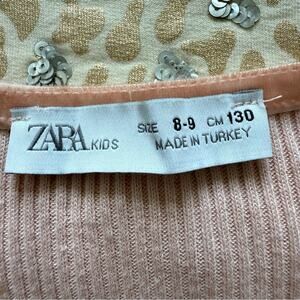 ZARA KIDS
SIZE 8-9 CM 130
MADE IN TURKEY